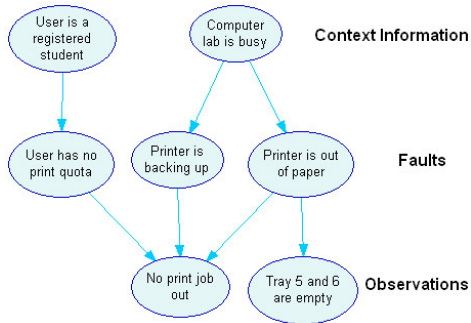 User is a
registered
student
Computer
lab is busy
Context Information
User has no
print quota
Printer is
backing up
Printer is out
of paper
Faults
No print job
out
Tray 5 and 6
are empty
Observations